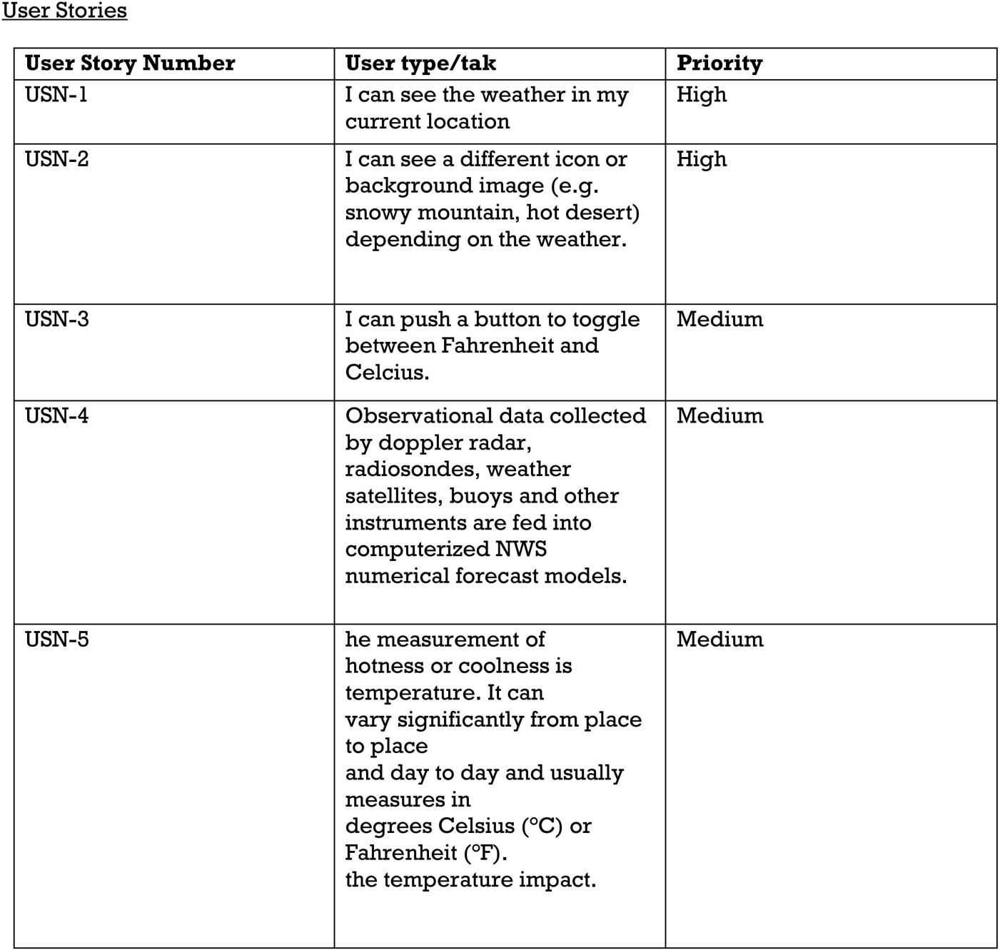 User Stories
User Story Number User type/tak Priority
USN-1 I can see the weather in my High
current location
USN-2 I can see a different icon or High
background image (e.g.
snowy mountain, hot desert)
depending on the weather.
USN-3 I can push a button to toggle Medium
between Fahrenheit and
Celcius.
USN-4 Observational data collected Medium
by doppler radar,
radiosondes, weather
satellites, buoys and other
instruments are fed into
computerized NWS
numerical forecast models.
USN-5 he measurement of Medium
hotness or coolness is
temperature. It can
vary significantly from place
to place
and day to day and usually
measures in
degrees Celsius (°C) or
Fahrenheit (°F).
the temperature impact.